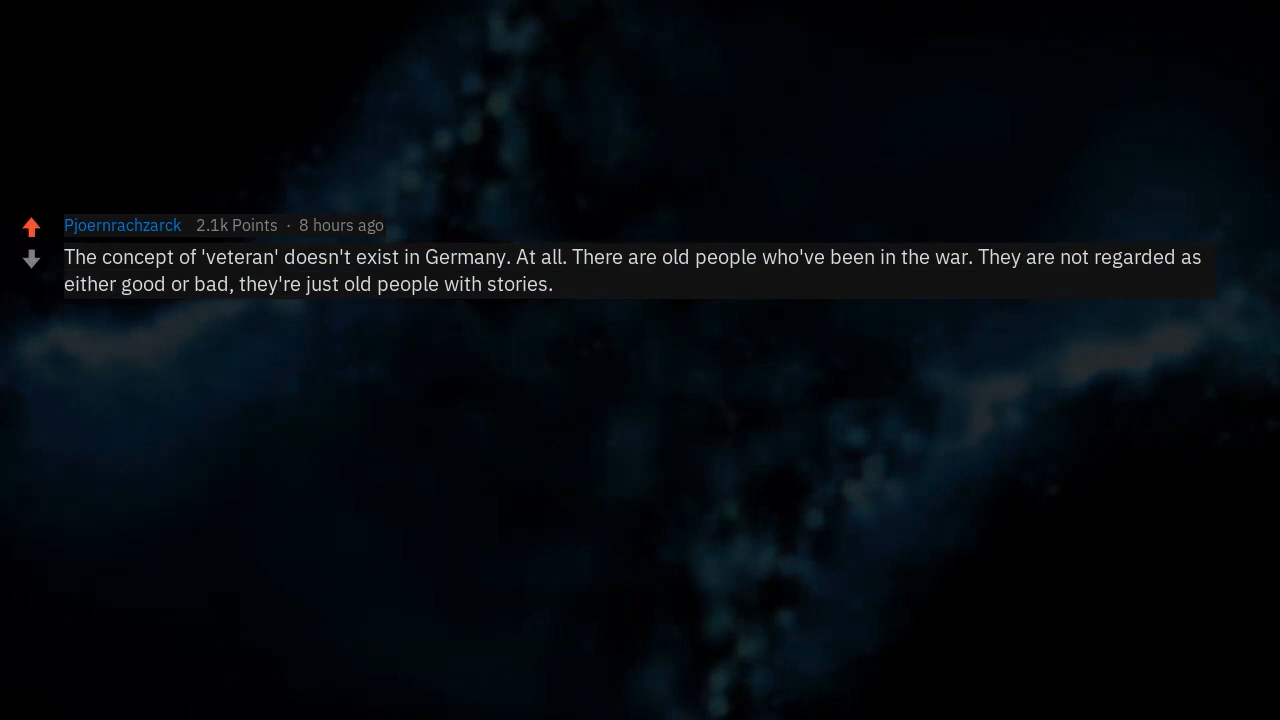 Pjoernrachzarck 2.1k Points · 8 hours ago
The concept of 'veteran' doesn't exist in Germany. At all. There are old people who've been in the war. They are not regarded as
either good or bad, they're just old people with stories.